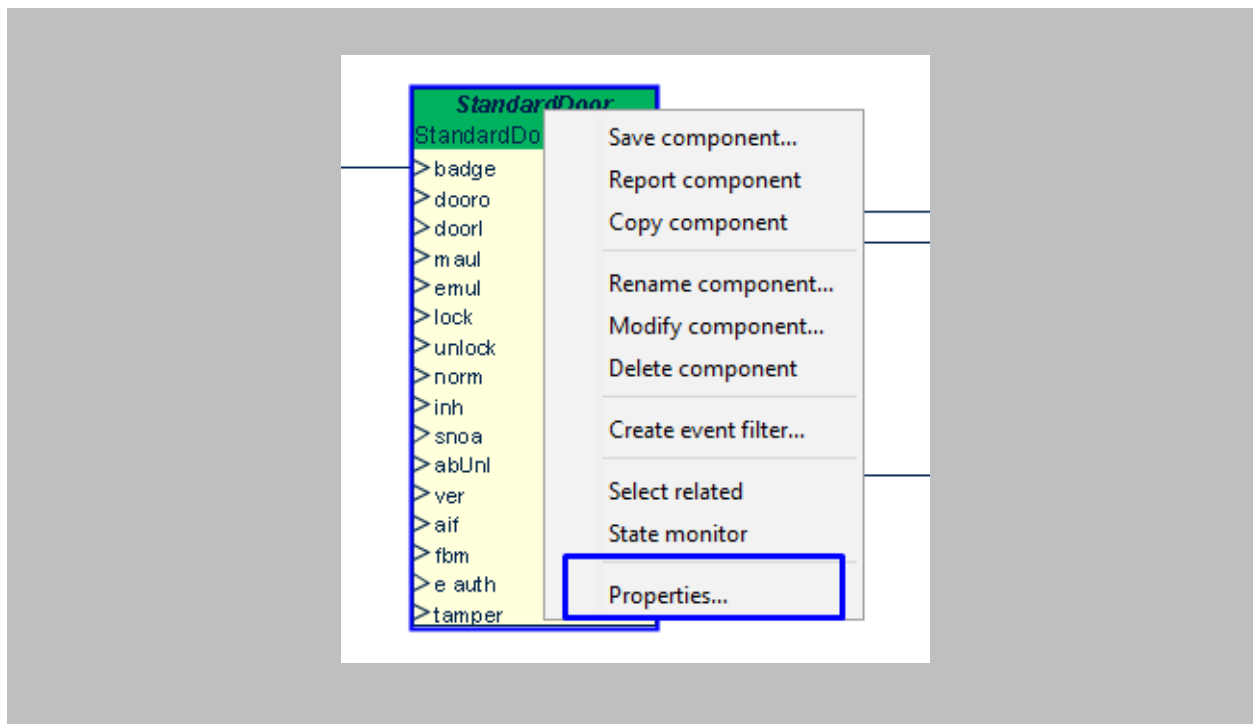 StandardDoor
StandardDo
badge
dooro
doorl
maul
emul
lock
unlock
norm
inh
snoa
abUnl
ver
aif
fbm
e auth
tamper
Save component...
Report component
Copy component
Rename component...
Modify component...
Delete component
Create event filter...
Select related
State monitor
Properties...